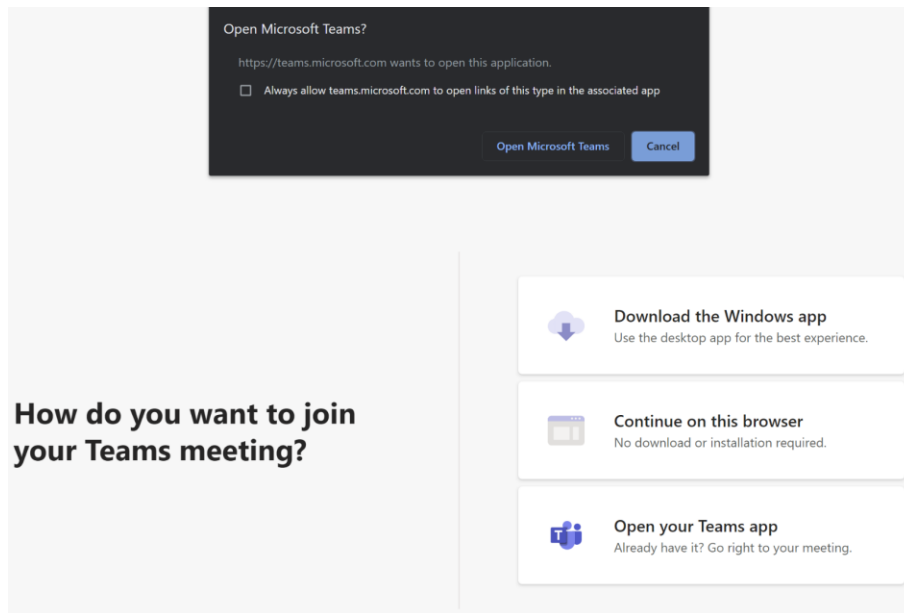 Open Microsoft Teams?
https://teams.microsoft.com wants to open this application.
Always allow teams.microsoft.com to open links of this type in the associated app
Open Microsoft Teams
Cancel
How do you want to join
your Teams meeting?
Download the Windows app
Use the desktop app for the best experience.
Continue on this browser
No download or installation required.
T
Open your Teams app
Already have it? Go right to your meeting.